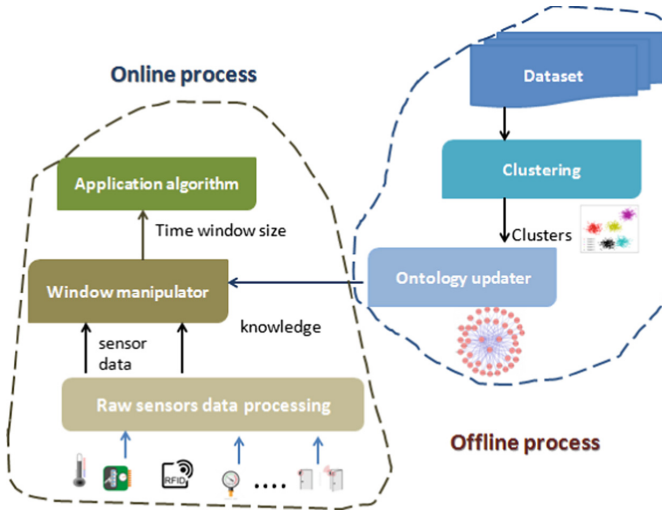 Online process
Dataset
Application algorithm
Clustering
Time window size
Clusters
Window manipulator
Ontology updater
knowledge
sensor
data
Raw sensors data processing
RFID
Offline process